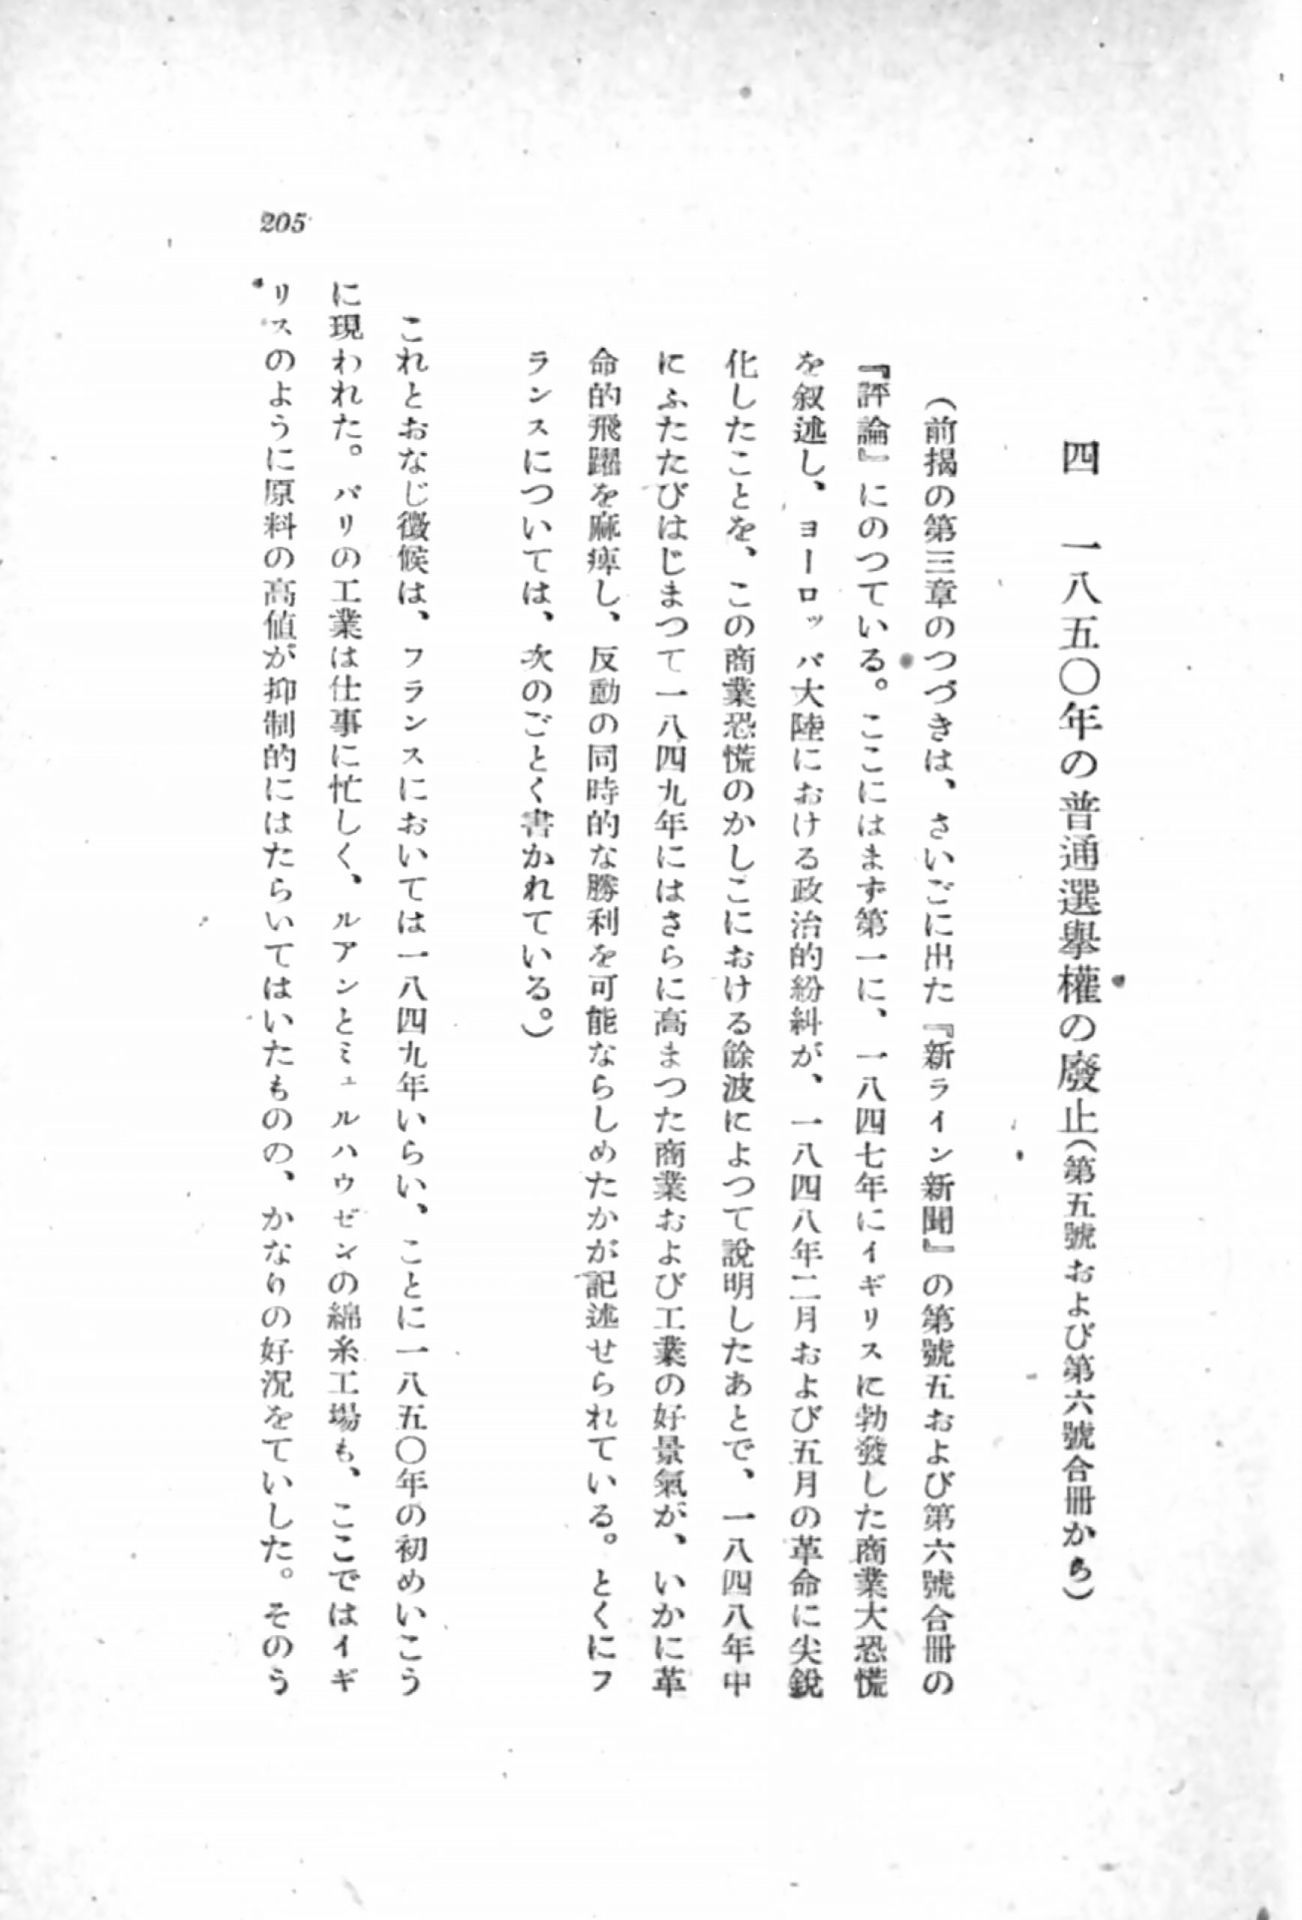 四　一八五〇年の普通選擧權の廢止(第五號および第六號合冊から)
(前揭の第三章のつづきは、さいごに出た『新ライン新聞』の第號五および第六號合冊の
『評論』にのつている。ここにはまず第一に、一八四七年にイギリスに勃發した商業大恐慌
を叙述し、ヨーロッパ大陸における政治的紛糾が、一八四八年二月および五月の革命に尖銳
化したことを、この商業恐慌のかしこにおける餘波によつて說明したあとで、一八四八年中
にふたたびはじまつて一八四九年にはさらに高まつた商業および工業の好景氣が、いかに革
命的飛躍を麻痺し、反動の同時的な勝利を可能ならしめたかが記述せられている。とくにフ
ランスについては、次のごとく書かれている。)
これとおなじ徵候は、フランスにおいては一八四九年いらい、ことに一八五〇年の初めいこう
に現われた。パリの工業は仕事に忙しく、ルアンとミュルハウゼンの綿糸工場も、ここではイギ
リスのように原料の高値が抑制的にはたらいてはいたものの、かなりの好況をていした。そのう
205